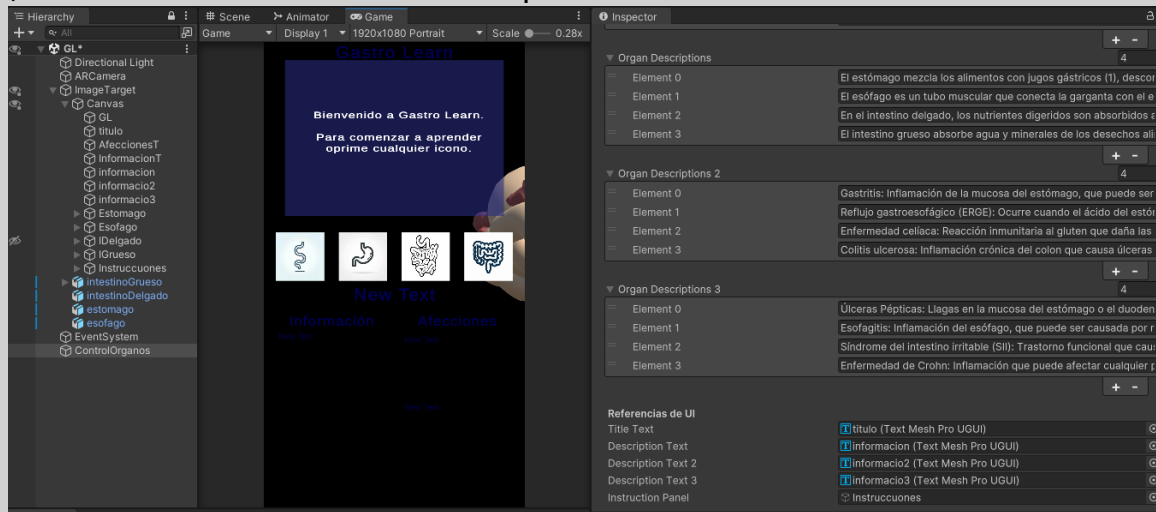 Hierarchy
All
GL*
Directional Light
ARCamera
ImageTarget
Canvas
GL
titulo
AfeccionesT
InformacionT
informacion
informacio2
informacio3
Estomago
Esofago
IDelgado
IGrueso
Instruccuones
intestinoGrueso
intestinoDelgado
estomago
esofago
EventSystem
ControlOrganos
Scene Animator Game
Game Display 1 1920x1080 Portrait Scale 0.28x
Gastro Learn
Bienvenido a Gastro Learn.
Para comenzar a aprender
oprime cualquier icono.
New Text
Información Afecciones
Inspector
+ -
Organ Descriptions 4
Element 0 El estómago mezcla los alimentos con jugos gástricos (1), descor
Element 1 El esófago es un tubo muscular que conecta la garganta con el e
Element 2 En el intestino delgado, los nutrientes digeridos son absorbidos a
Element 3 El intestino grueso absorbe agua y minerales de los desechos ali
+ -
Organ Descriptions 2 4
Element 0 Gastritis: Inflamación de la mucosa del estómago, que puede ser
Element 1 Reflujo gastroesofágico (ERGE): Ocurre cuando el ácido del estór
Element 2 Enfermedad celíaca: Reacción inmunitaria al gluten que daña las
Element 3 Colitis ulcerosa: Inflamación crónica del colon que causa úlceras
+ -
Organ Descriptions 3 4
Element 0 Úlceras Pépticas: Llagas en la mucosa del estómago o el duoden
Element 1 Esofagitis: Inflamación del esófago, que puede ser causada por r
Element 2 Síndrome del intestino irritable (SII): Trastorno funcional que cau
Element 3 Enfermedad de Crohn: Inflamación que puede afectar cualquier p
+ -
Referencias de UI
Title Text titulo (Text Mesh Pro UGUI)
Description Text informacion (Text Mesh Pro UGUI)
Description Text 2 informacio2 (Text Mesh Pro UGUI)
Description Text 3 informacio3 (Text Mesh Pro UGUI)
Instruction Panel Instruccuones